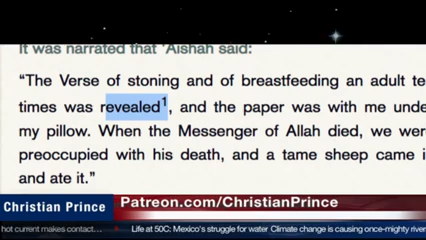 It was narrated that 'Aishah said:
"The Verse of stoning and of breastfeeding an adult te
times was revealed¹, and the paper was with me unde
my pillow. When the Messenger of Allah died, we wer
preoccupied with his death, and a tame sheep came i
and ate it."
Christian Prince
Patreon.com/ChristianPrince
hot current makes contact...
Life at 50C: Mexico's struggle for water Climate change is causing once-mighty river